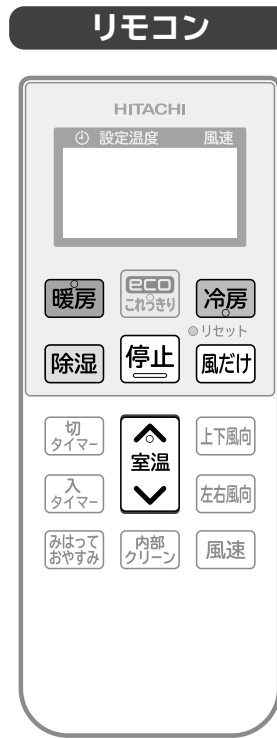 リモコン
HITACHI
設定温度 風速
暖房
eco
これっきり
冷房
リセット
除湿
停止
風だけ
切
タイマー
室温
上下風向
入
タイマー
左右風向
みはって
おやすみ
内部
クリーン
風速